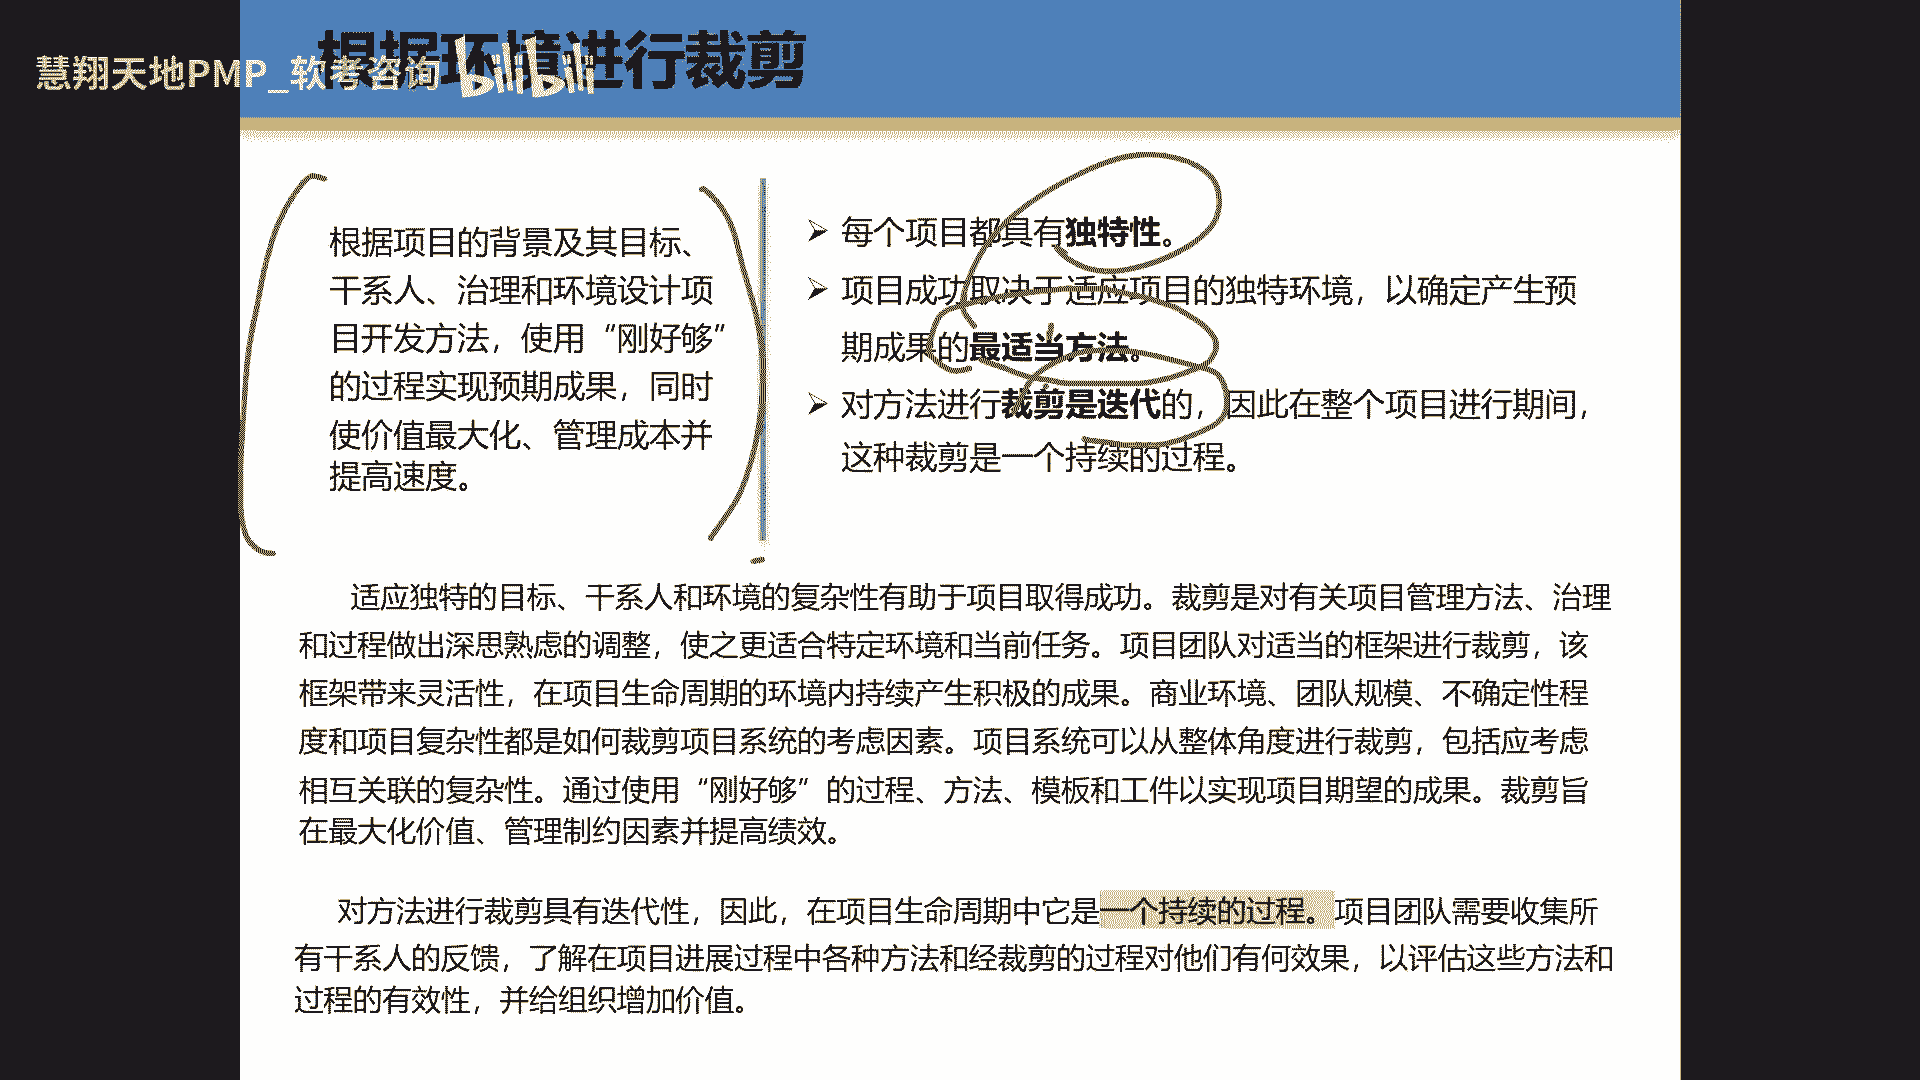 根据环境进行裁剪
慧翔天地PMP_软考咨询
bilibili
根据项目的背景及其目标、
干系人、治理和环境设计项
目开发方法，使用“刚好够”
的过程实现预期成果，同时
使价值最大化、管理成本并
提高速度。
每个项目都具有独特性。
项目成功取决于适应项目的独特环境，以确定产生预
期成果的最适当方法。
对方法进行裁剪是迭代的，因此在整个项目进行期间，
这种裁剪是一个持续的过程。
适应独特的目标、干系人和环境的复杂性有助于项目取得成功。裁剪是对有关项目管理方法、治理
和过程做出深思熟虑的调整，使之更适合特定环境和当前任务。项目团队对适当的框架进行裁剪，该
框架带来灵活性，在项目生命周期的环境内持续产生积极的成果。商业环境、团队规模、不确定性程
度和项目复杂性都是如何裁剪项目系统的考虑因素。项目系统可以从整体角度进行裁剪，包括应考虑
相互关联的复杂性。通过使用“刚好够”的过程、方法、模板和工件以实现项目期望的成果。裁剪旨
在最大化价值、管理制约因素并提高绩效。
对方法进行裁剪具有迭代性，因此，在项目生命周期中它是一个持续的过程。项目团队需要收集所
有干系人的反馈，了解在项目进展过程中各种方法和经裁剪的过程对他们有何效果，以评估这些方法和
过程的有效性，并给组织增加价值。